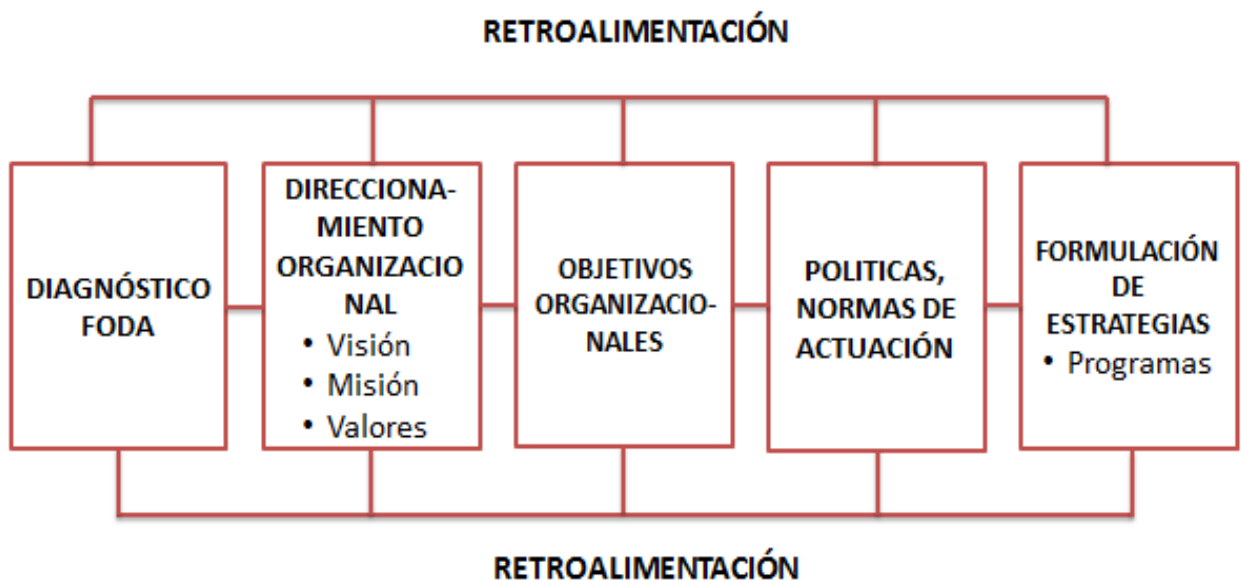 RETROALIMENTACIÓN
DIAGNÓSTICO
FODA
DIRECCIONA-
MIENTO
ORGANIZACIO
NAL
• Visión
• Misión
• Valores
OBJETIVOS
ORGANIZACIO-
NALES
POLITICAS,
NORMAS DE
ACTUACIÓN
FORMULACIÓN
DE
ESTRATEGIAS
• Programas
RETROALIMENTACIÓN